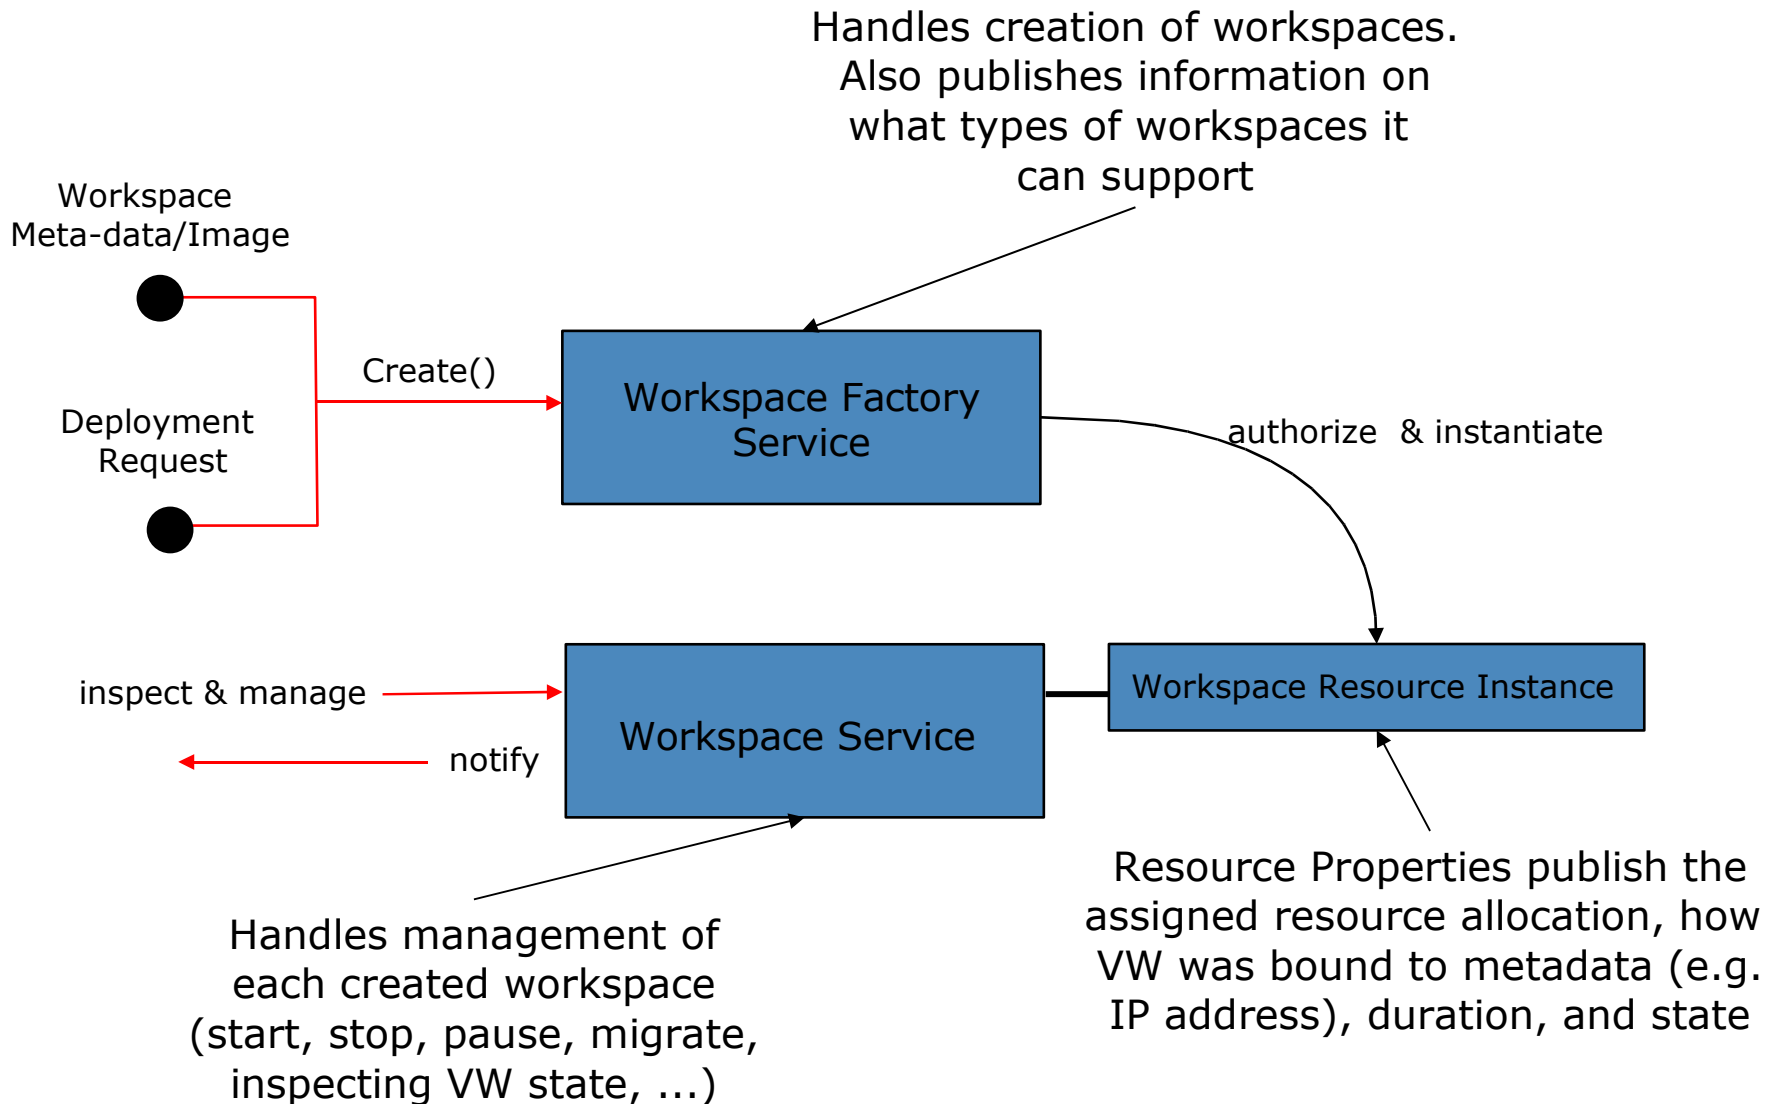 Handles creation of workspaces.
Also publishes information on
what types of workspaces it
can support
Workspace
Meta-data/Image
Create()
Deployment
Request
Workspace Factory
Service
authorize & instantiate
inspect & manage
notify
Workspace Service
Workspace Resource Instance
Handles management of
each created workspace
(start, stop, pause, migrate,
inspecting VW state, ...)
Resource Properties publish the
assigned resource allocation, how
VW was bound to metadata (e.g.
IP address), duration, and state